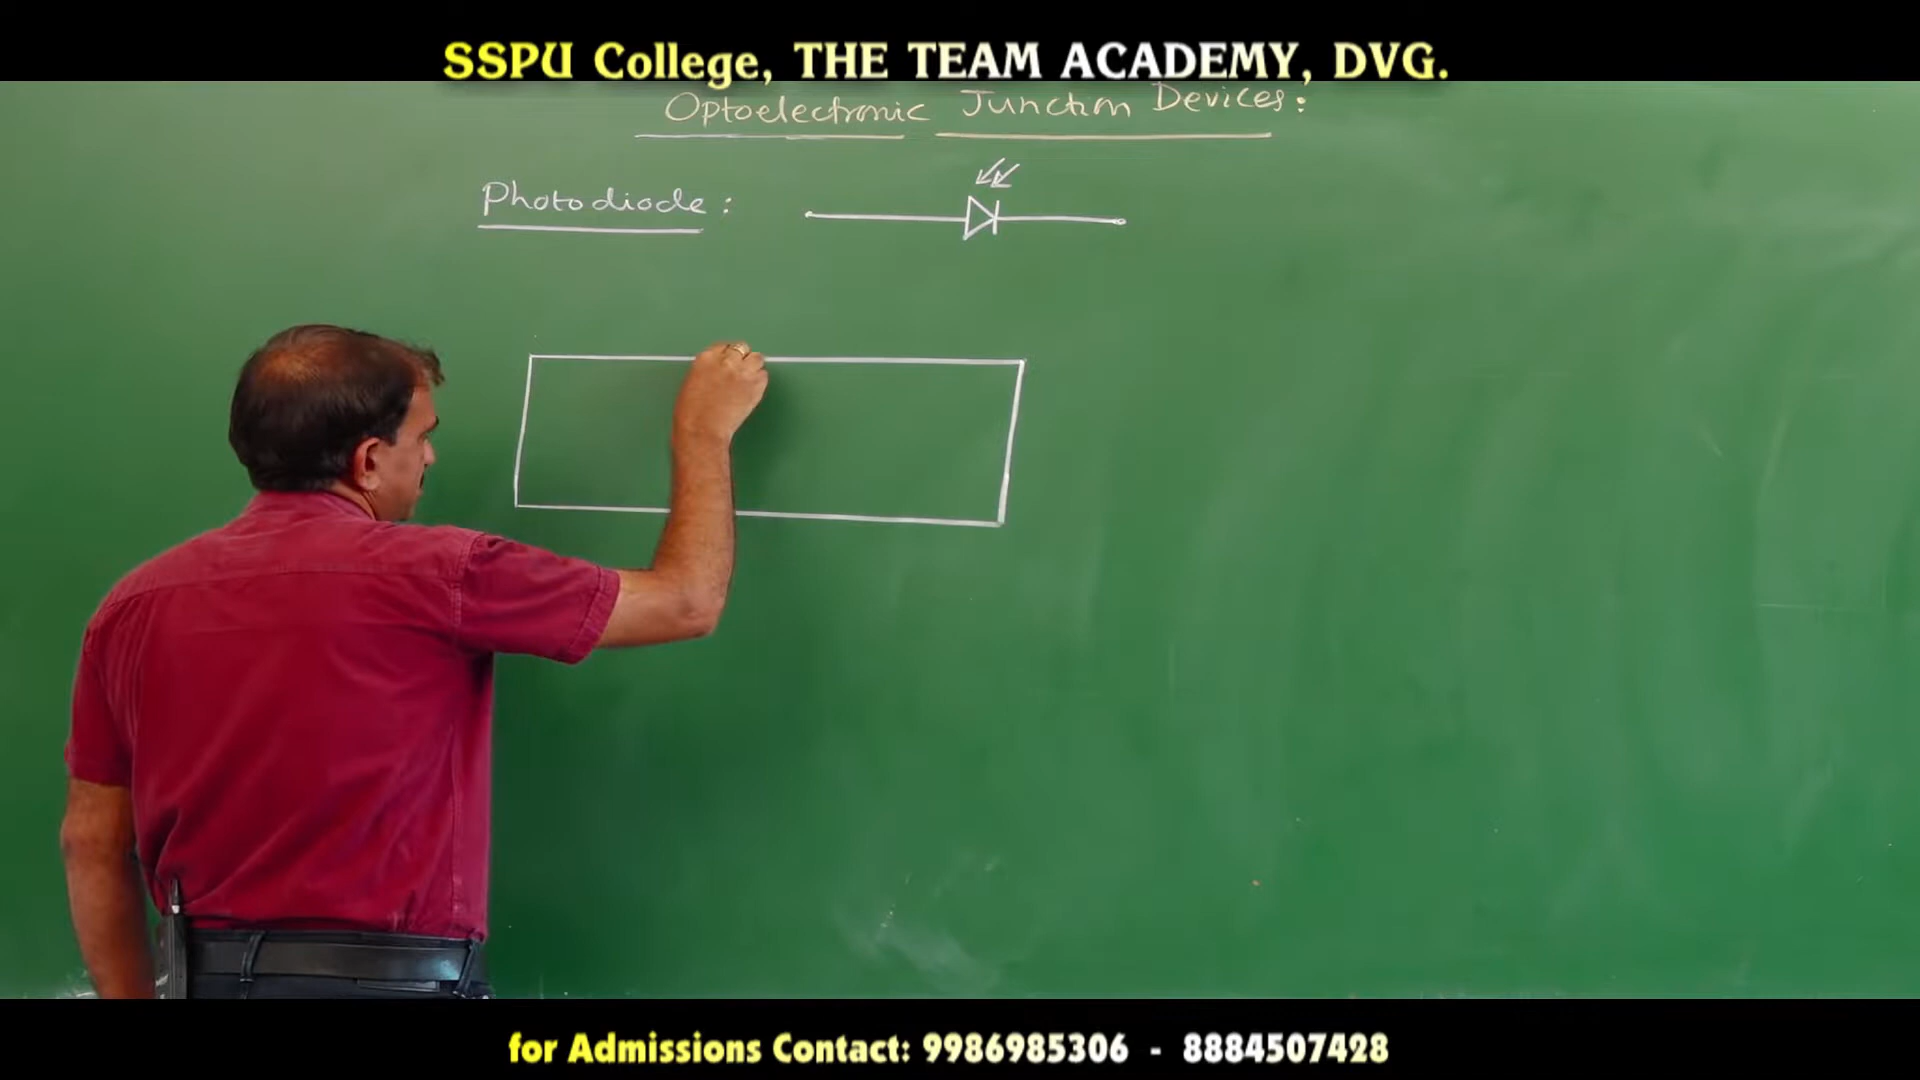 SSPU College, THE TEAM ACADEMY, DVG.
Optoelectronic Junction Devices:
Photodiode:
for Admissions Contact: 9986985306 - 8884507428